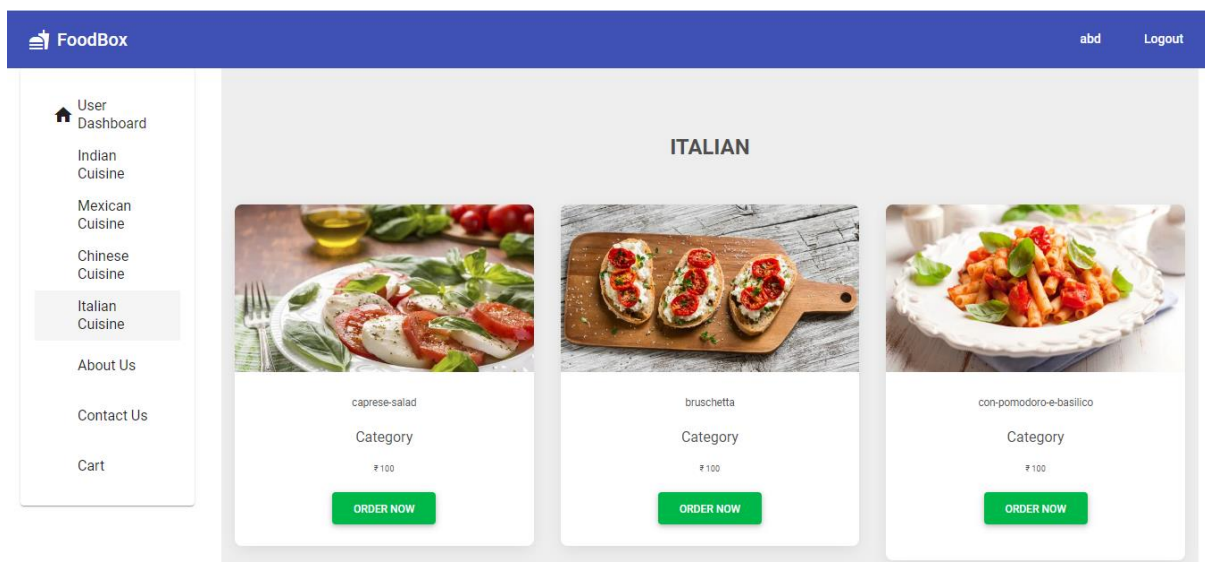 FoodBox
abd
Logout
User
Dashboard
Indian
Cuisine
Mexican
Cuisine
Chinese
Cuisine
Italian
Cuisine
About Us
Contact Us
Cart
ITALIAN
caprese-salad
Category
₹ 100
ORDER NOW
bruschetta
Category
₹ 100
ORDER NOW
con-pomodoro-e-basilico
Category
₹ 100
ORDER NOW